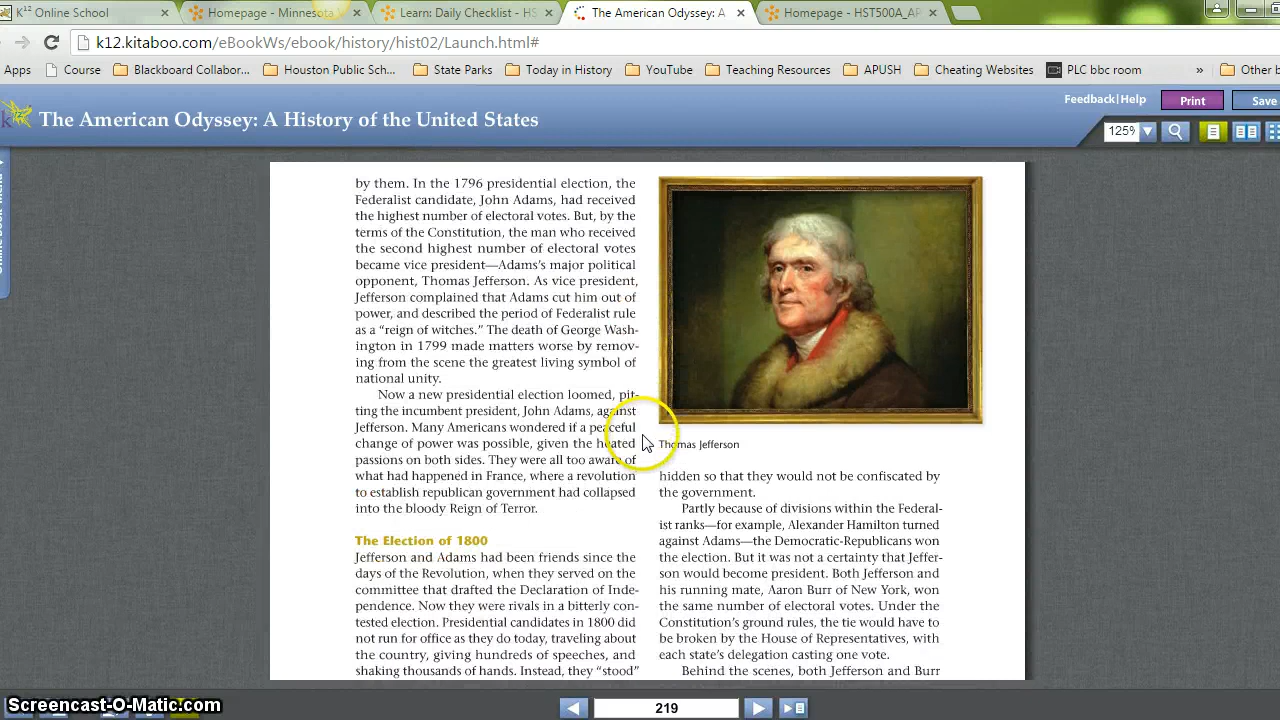 K¹² Online School
Homepage - Minnesota
Learn: Daily Checklist - HS
The American Odyssey: A
Homepage - HST500A_AP
k12.kitaboo.com/eBookWs/ebook/history/hist02/Launch.html#
Apps Course Blackboard Collabor... Houston Public Sch... State Parks Today in History YouTube Teaching Resources APUSH Cheating Websites PLC bbc room » Other b
Feedback|Help Print Save
The American Odyssey: A History of the United States
125%
by them. In the 1796 presidential election, the
Federalist candidate, John Adams, had received
the highest number of electoral votes. But, by the
terms of the Constitution, the man who received
the second highest number of electoral votes
became vice president—Adams's major political
opponent, Thomas Jefferson. As vice president,
Jefferson complained that Adams cut him out of
power, and described the period of Federalist rule
as a “reign of witches.” The death of George Wash-
ington in 1799 made matters worse by remov-
ing from the scene the greatest living symbol of
national unity.
Now a new presidential election loomed, pit-
ting the incumbent president, John Adams, against
Jefferson. Many Americans wondered if a peaceful
change of power was possible, given the heated
passions on both sides. They were all too aware of
what had happened in France, where a revolution
to establish republican government had collapsed
into the bloody Reign of Terror.
The Election of 1800
Jefferson and Adams had been friends since the
days of the Revolution, when they served on the
committee that drafted the Declaration of Inde-
pendence. Now they were rivals in a bitterly con-
tested election. Presidential candidates in 1800 did
not run for office as they do today, traveling about
the country, giving hundreds of speeches, and
shaking thousands of hands. Instead, they “stood”
Thomas Jefferson
hidden so that they would not be confiscated by
the government.
Partly because of divisions within the Federal-
ist ranks—for example, Alexander Hamilton turned
against Adams—the Democratic-Republicans won
the election. But it was not a certainty that Jeffer-
son would become president. Both Jefferson and
his running mate, Aaron Burr of New York, won
the same number of electoral votes. Under the
Constitution's ground rules, the tie would have to
be broken by the House of Representatives, with
each state's delegation casting one vote.
Behind the scenes, both Jefferson and Burr
219
Screencast-O-Matic.com